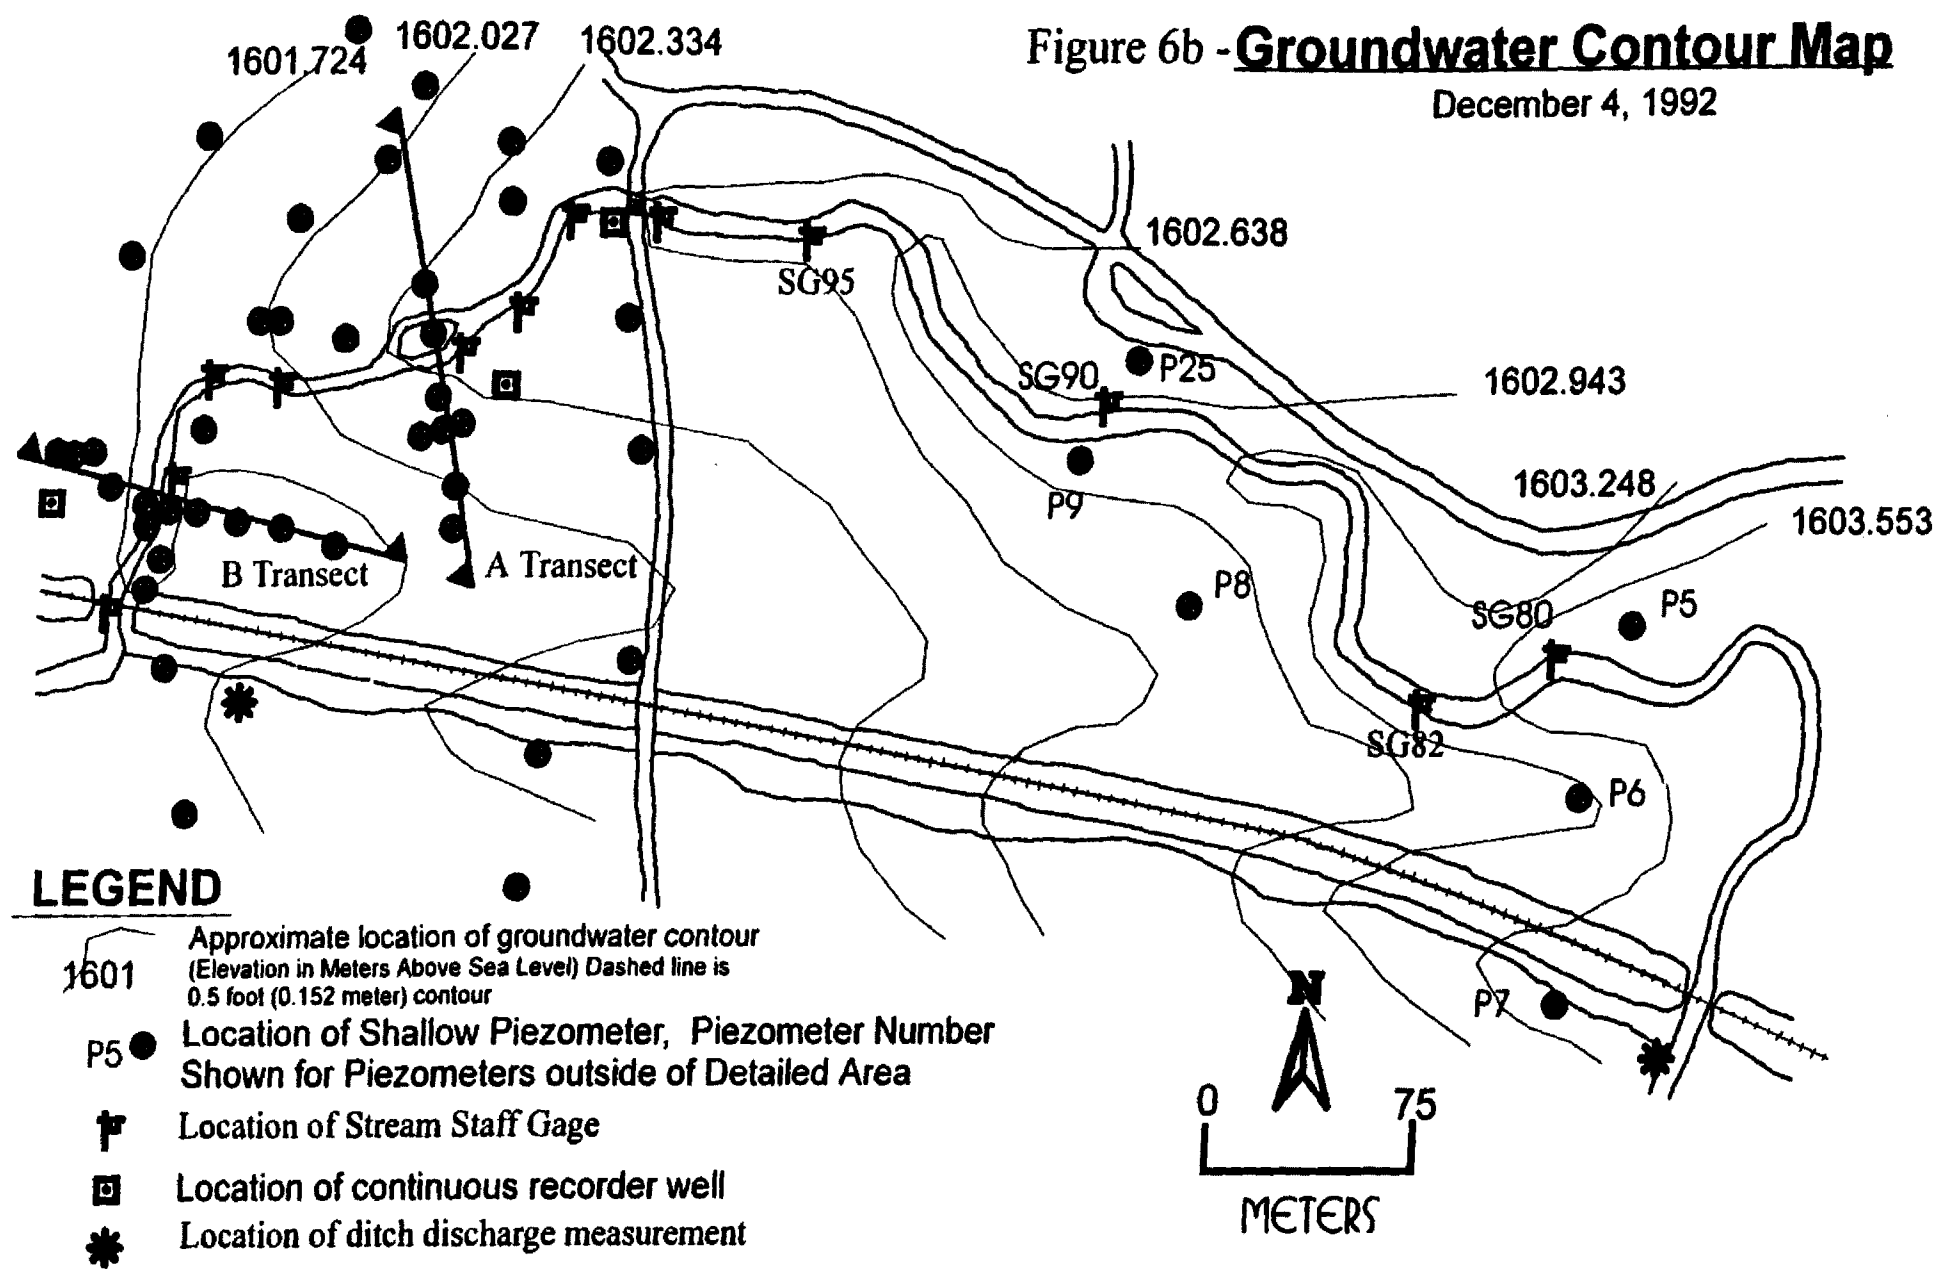 Figure 6b - Groundwater Contour Map
December 4, 1992
1601.724
1602.027
1602.334
1602.638
1602.943
1603.248
1603.553
SG95
SG90
P25
P9
P8
SG80
P5
SG82
P6
P7
B Transect
A Transect
LEGEND
1601
Approximate location of groundwater contour
(Elevation in Meters Above Sea Level) Dashed line is
0.5 foot (0.152 meter) contour
P5
Location of Shallow Piezometer, Piezometer Number
Shown for Piezometers outside of Detailed Area
Location of Stream Staff Gage
Location of continuous recorder well
Location of ditch discharge measurement
N
0 75
METERS